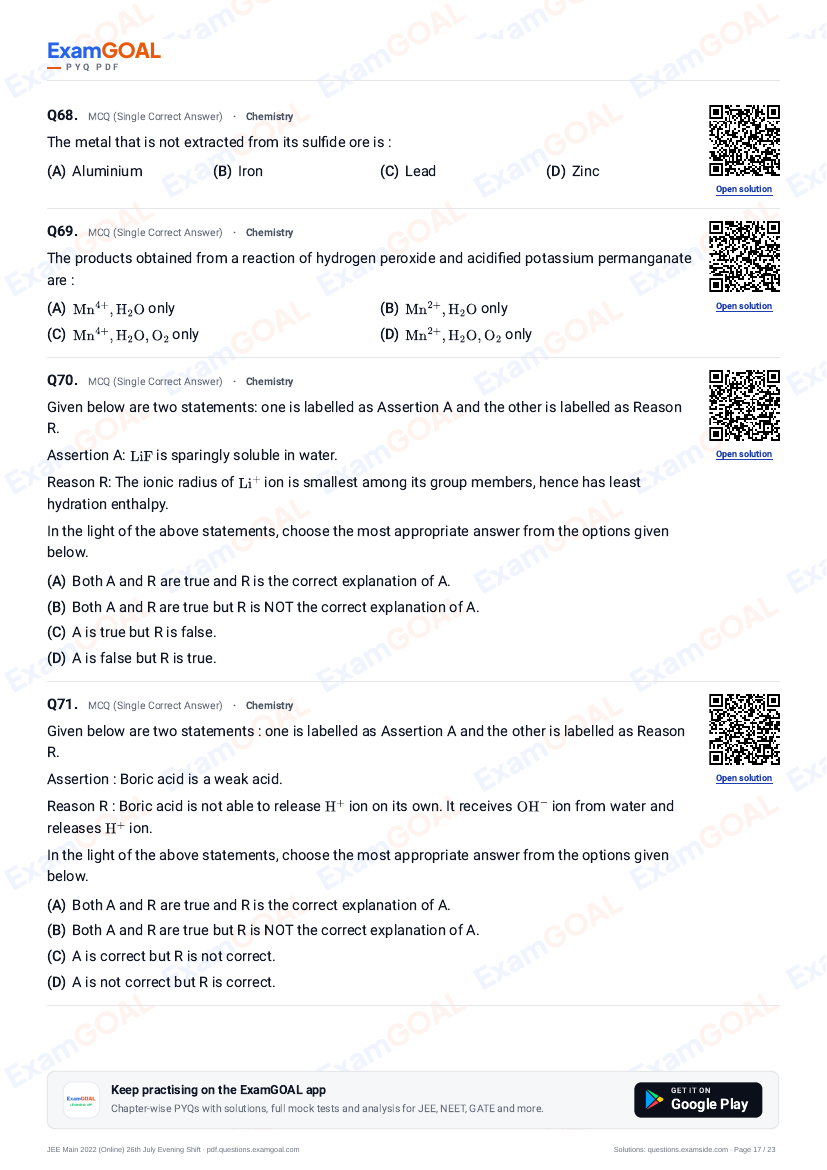 ExamGOAL
PYQ PDF
Q68. MCQ (Single Correct Answer) · Chemistry
The metal that is not extracted from its sulfide ore is :
(A) Aluminium (B) Iron (C) Lead (D) Zinc
Open solution
Q69. MCQ (Single Correct Answer) · Chemistry
The products obtained from a reaction of hydrogen peroxide and acidified potassium permanganate
are :
(A) Mn⁴⁺, H₂O only (B) Mn²⁺, H₂O only
(C) Mn⁴⁺, H₂O, O₂ only (D) Mn²⁺, H₂O, O₂ only
Open solution
Q70. MCQ (Single Correct Answer) · Chemistry
Given below are two statements: one is labelled as Assertion A and the other is labelled as Reason
R.
Assertion A: LiF is sparingly soluble in water.
Reason R: The ionic radius of Li⁺ ion is smallest among its group members, hence has least
hydration enthalpy.
In the light of the above statements, choose the most appropriate answer from the options given
below.
(A) Both A and R are true and R is the correct explanation of A.
(B) Both A and R are true but R is NOT the correct explanation of A.
(C) A is true but R is false.
(D) A is false but R is true.
Open solution
Q71. MCQ (Single Correct Answer) · Chemistry
Given below are two statements : one is labelled as Assertion A and the other is labelled as Reason
R.
Assertion : Boric acid is a weak acid.
Reason R : Boric acid is not able to release H⁺ ion on its own. It receives OH⁻ ion from water and
releases H⁺ ion.
In the light of the above statements, choose the most appropriate answer from the options given
below.
(A) Both A and R are true and R is the correct explanation of A.
(B) Both A and R are true but R is NOT the correct explanation of A.
(C) A is correct but R is not correct.
(D) A is not correct but R is correct.
Open solution
ExamGOAL
Keep practising on the ExamGOAL app
Chapter-wise PYQs with solutions, full mock tests and analysis for JEE, NEET, GATE and more.
GET IT ON
Google Play
JEE Main 2022 (Online) 26th July Evening Shift · pdf.questions.examgoal.com
Solutions: questions.examside.com · Page 17 / 23